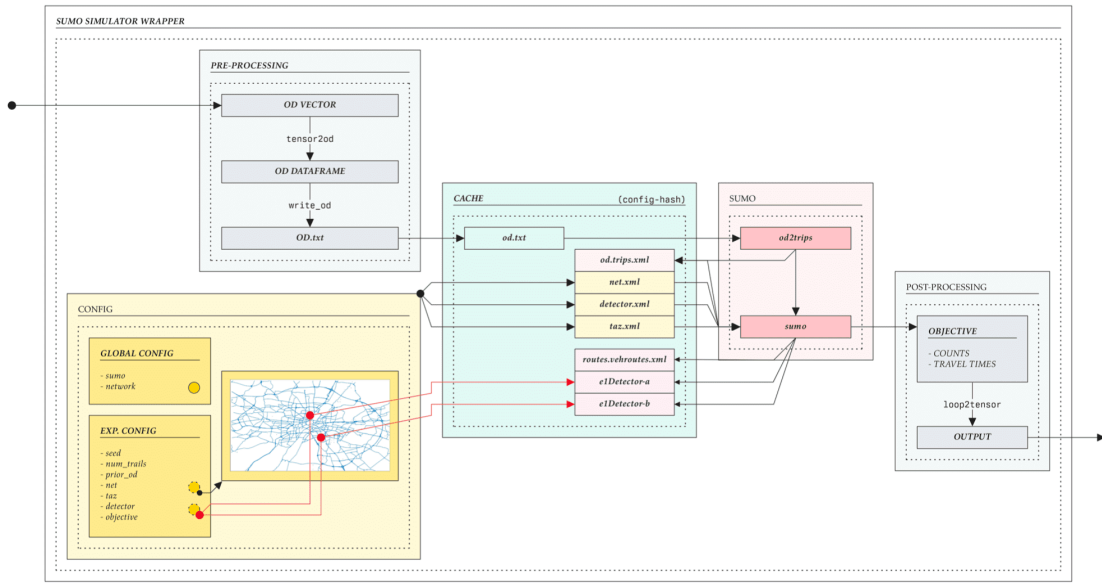 SUMO SIMULATOR WRAPPER
PRE-PROCESSING
OD VECTOR
tensor2od
OD DATAFRAME
write_od
OD.txt
CACHE
(config-hash)
od.txt
od.trips.xml
net.xml
detector.xml
taz.xml
routes.vehroutes.xml
e1Detector-a
e1Detector-b
SUMO
od2trips
sumo
CONFIG
GLOBAL CONFIG
- sumo
- network
EXP. CONFIG
- seed
- num_trails
- prior_od
- net
- taz
- detector
- objective
POST-PROCESSING
OBJECTIVE
- COUNTS
- TRAVEL TIMES
loop2tensor
OUTPUT